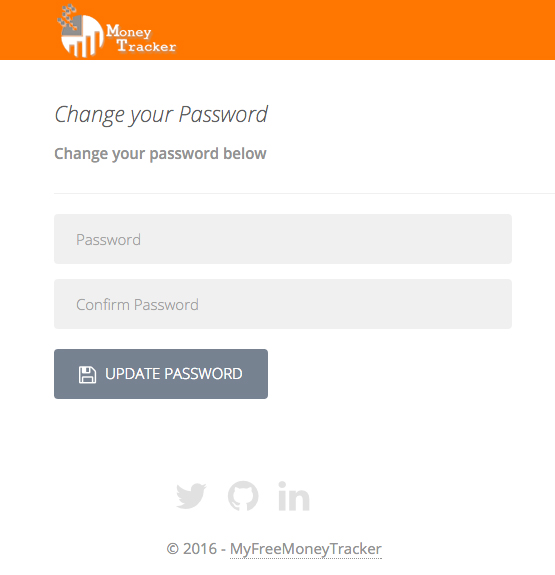 Money
Tracker
Change your Password
Change your password below
Password
Confirm Password
UPDATE PASSWORD
© 2016 - MyFreeMoneyTracker